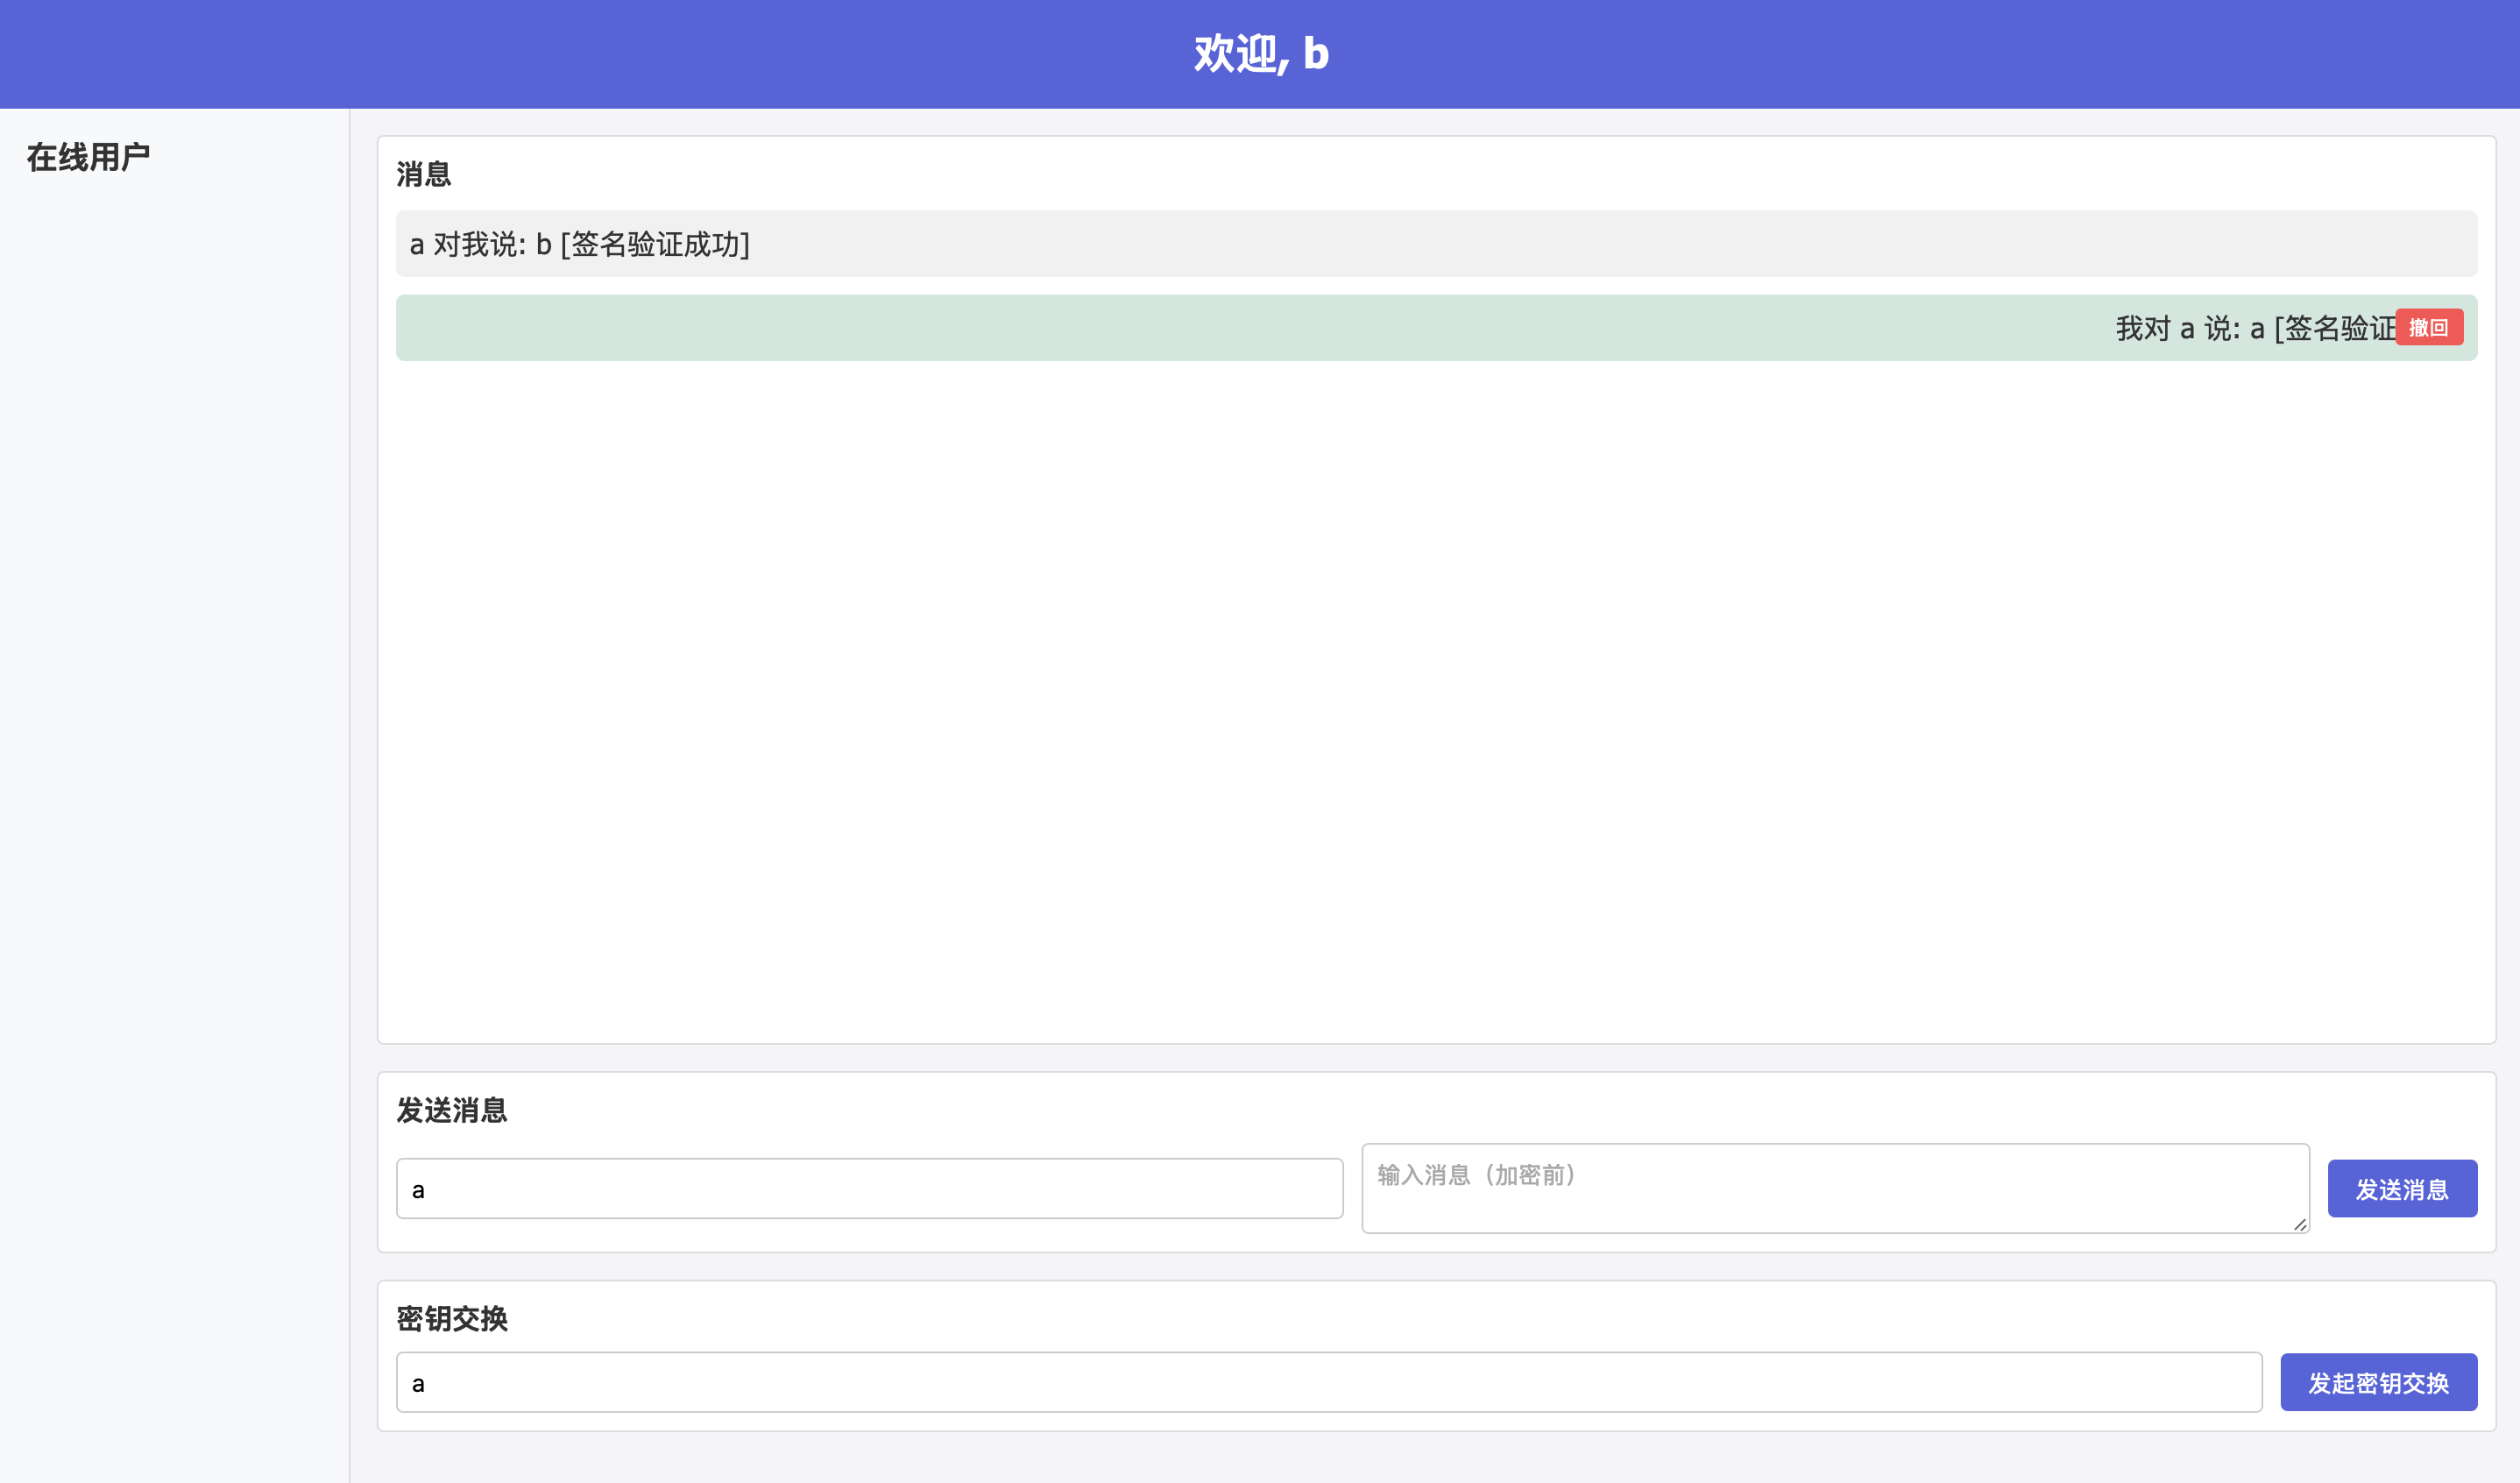 欢迎, b
在线用户
消息
a 对我说: b [签名验证成功]
我对 a 说: a [签名验证
撤回
发送消息
a
输入消息（加密前）
发送消息
密钥交换
a
发起密钥交换